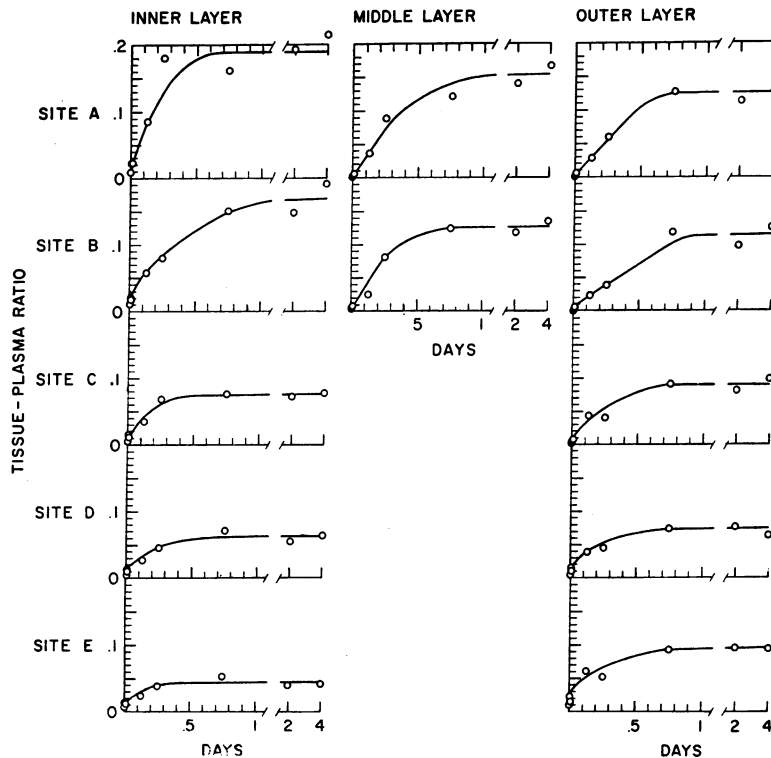 INNER LAYER
MIDDLE LAYER
OUTER LAYER
TISSUE-PLASMA RATIO
.2
SITE A .1
0
SITE B .1
0
.5 1 2 4
DAYS
SITE C .1
0
SITE D .1
0
SITE E .1
0
.5 1 2 4
DAYS
.5 1 2 4
DAYS